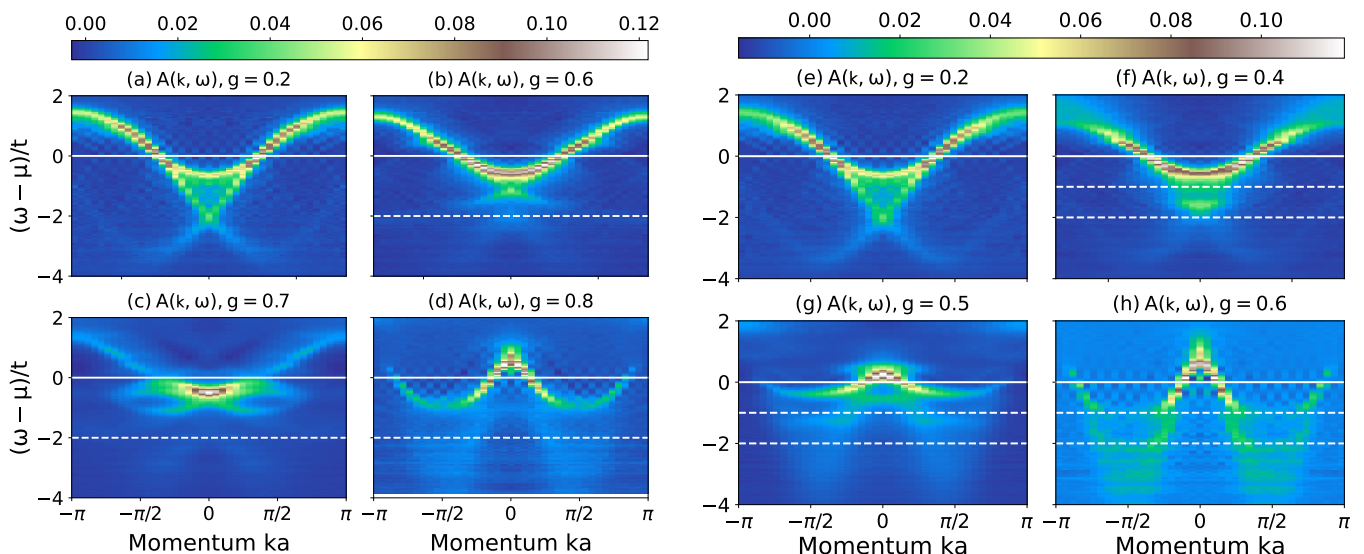 0.00 0.02 0.04 0.06 0.08 0.10 0.12
(a) A(k, ω), g = 0.2
(b) A(k, ω), g = 0.6
2
0
−2
−4
(ω − μ)/t
(c) A(k, ω), g = 0.7
(d) A(k, ω), g = 0.8
2
0
−2
−4
(ω − μ)/t
−π −π/2 0 π/2 π
−π −π/2 0 π/2 π
Momentum ka
Momentum ka
0.00 0.02 0.04 0.06 0.08 0.10
(e) A(k, ω), g = 0.2
(f) A(k, ω), g = 0.4
2
0
−2
−4
(g) A(k, ω), g = 0.5
(h) A(k, ω), g = 0.6
2
0
−2
−4
−π −π/2 0 π/2 π
−π −π/2 0 π/2 π
Momentum ka
Momentum ka